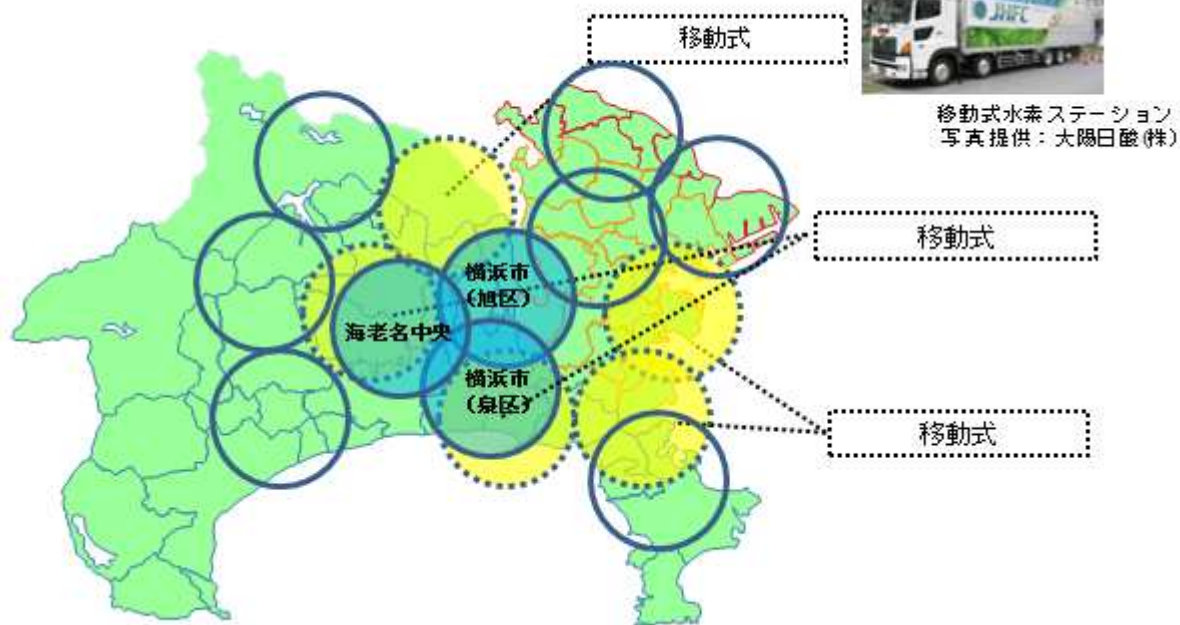 移動式
JHFC
移動式水素ステーション
写真提供：大陽日酸(株)
移動式
横浜市
(旭区)
海老名中央
横浜市
(泉区)
移動式